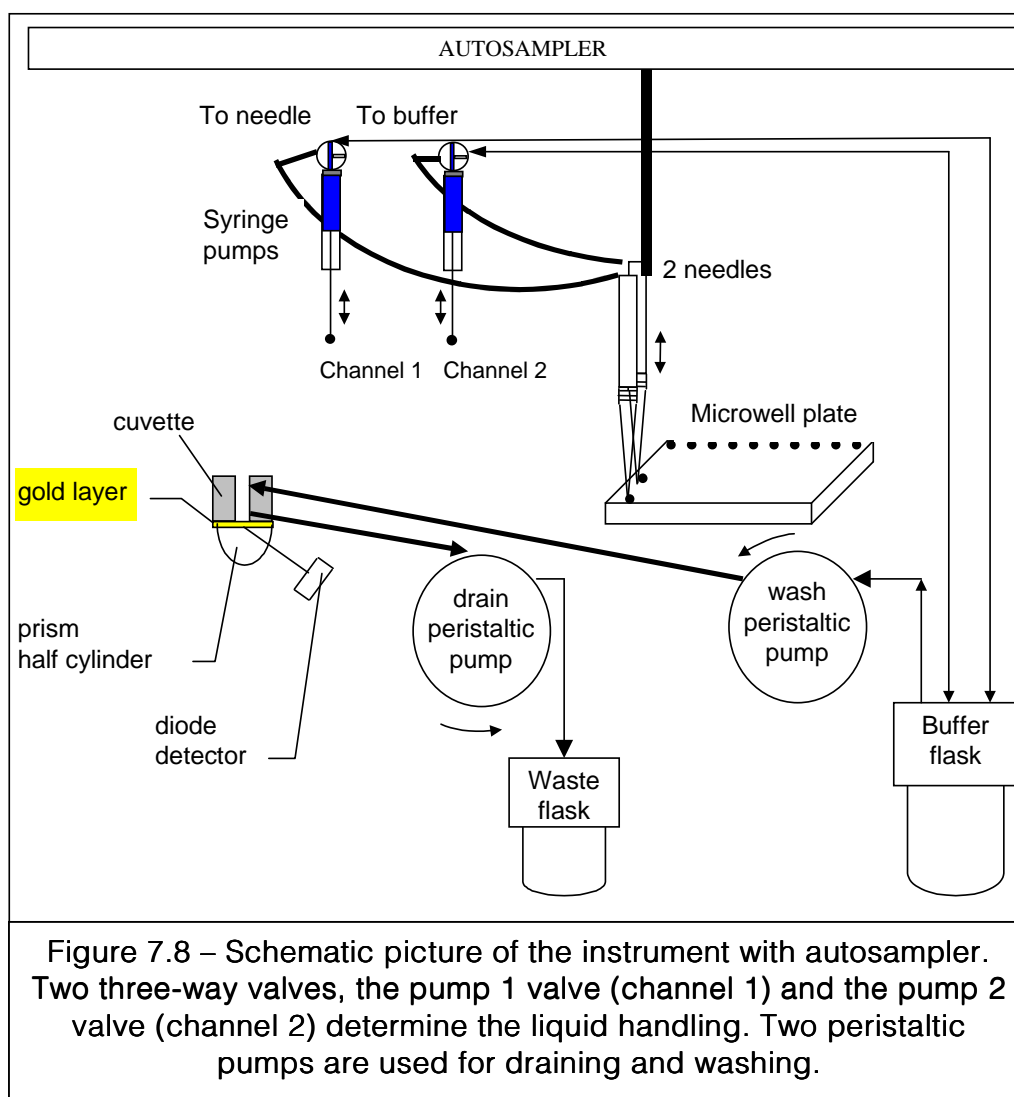 AUTOSAMPLER
To needle
To buffer
Syringe
pumps
2 needles
Channel 1
Channel 2
Microwell plate
cuvette
gold layer
prism
half cylinder
drain
peristaltic
pump
wash
peristaltic
pump
diode
detector
Buffer
flask
Waste
flask
Figure 7.8 – Schematic picture of the instrument with autosampler.
Two three-way valves, the pump 1 valve (channel 1) and the pump 2
valve (channel 2) determine the liquid handling. Two peristaltic
pumps are used for draining and washing.